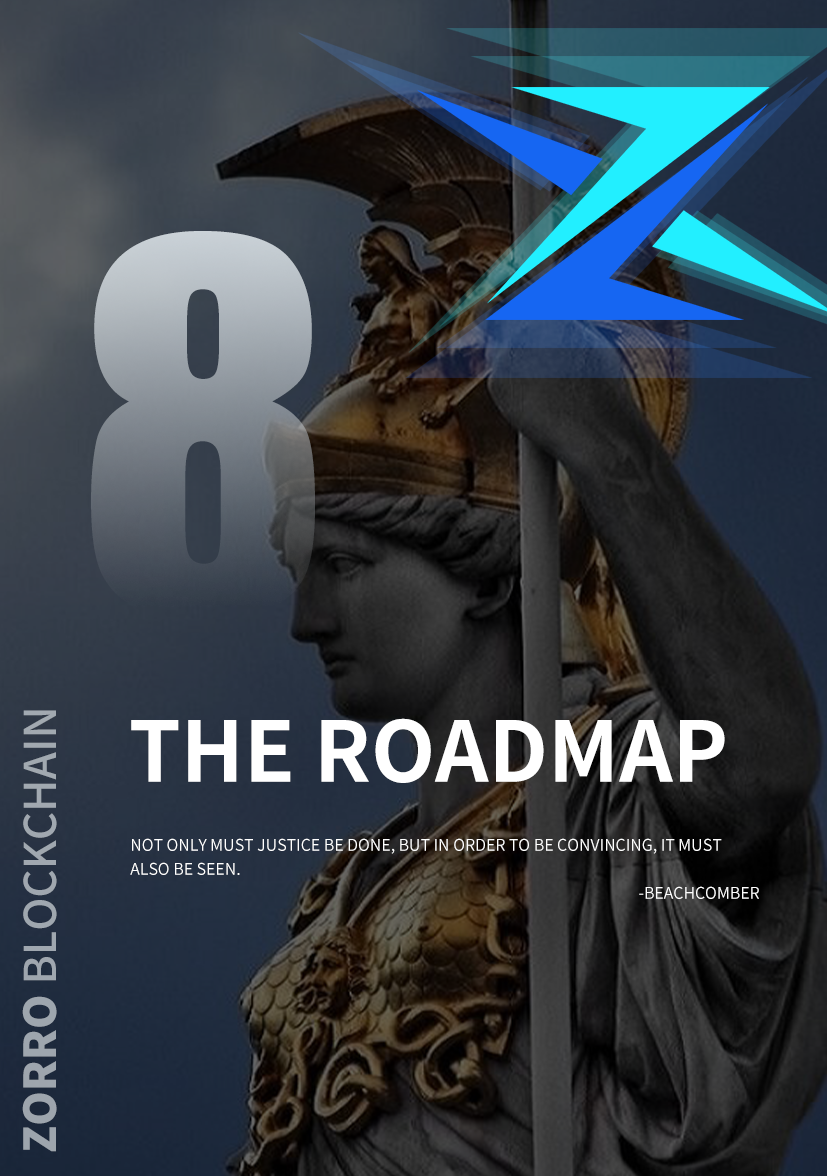 8
THE ROADMAP
NOT ONLY MUST JUSTICE BE DONE, BUT IN ORDER TO BE CONVINCING, IT MUST
ALSO BE SEEN.
-BEACHCOMBER
ZORRO BLOCKCHAIN